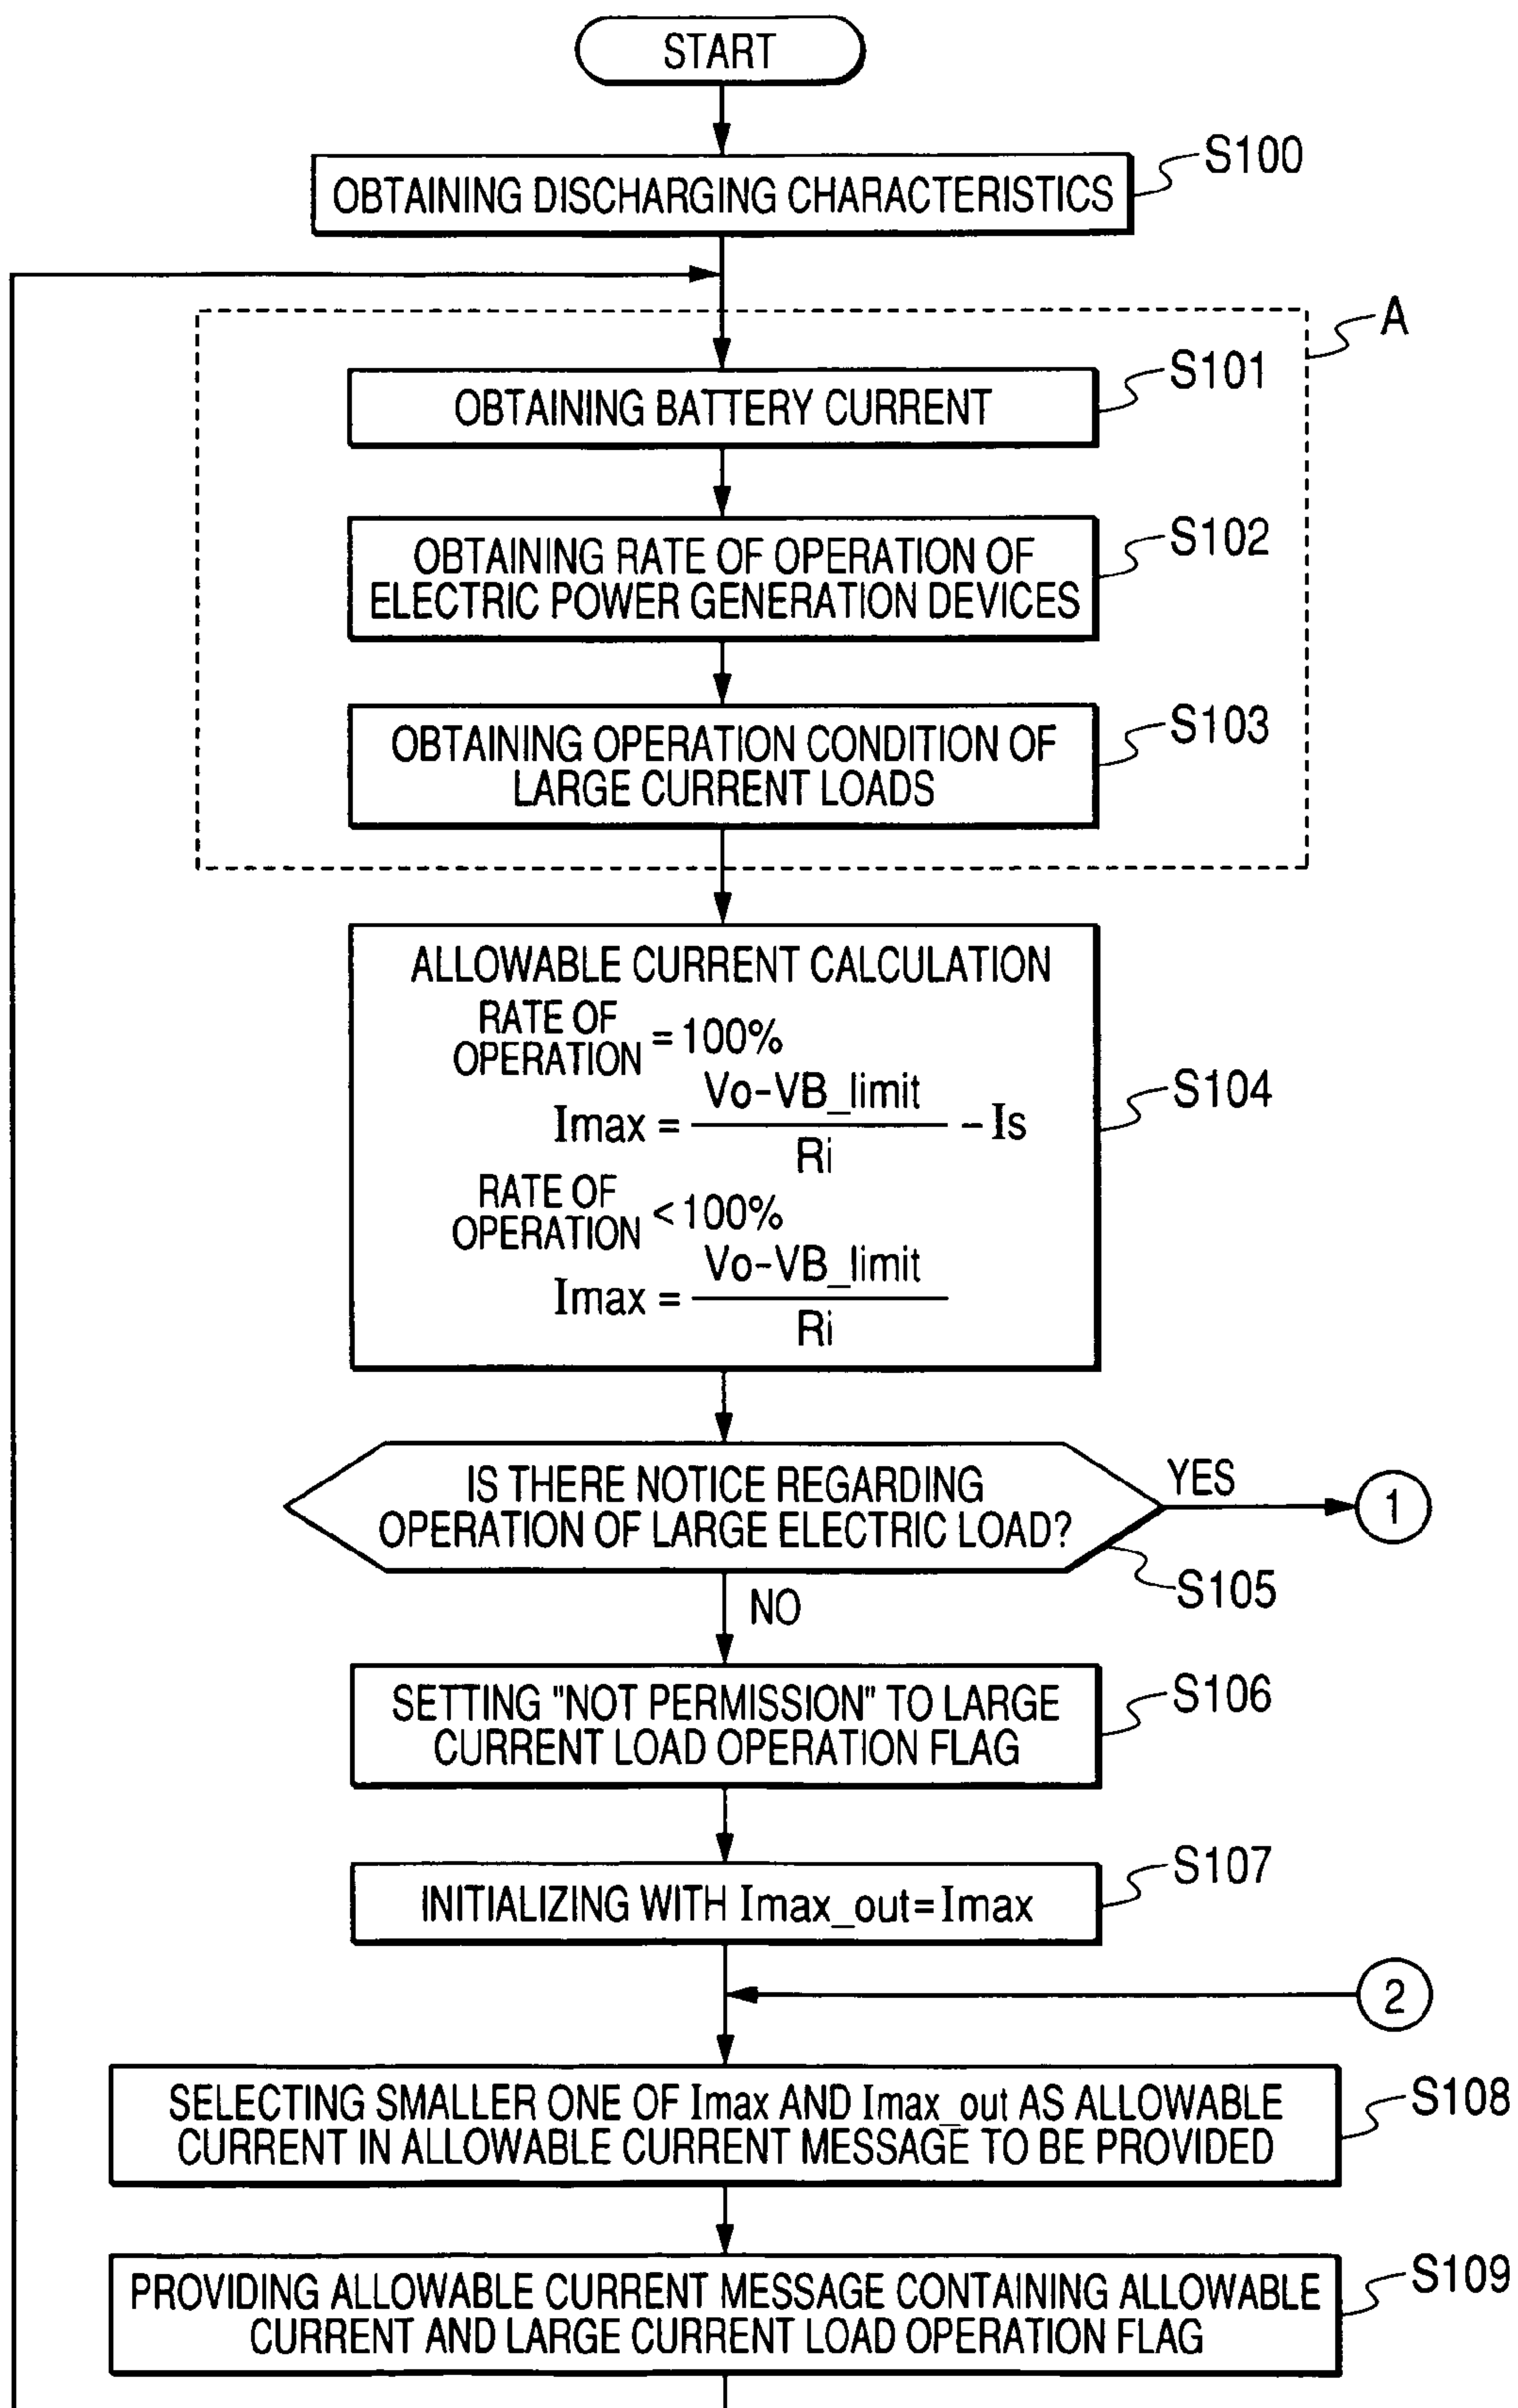 START
S100
OBTAINING DISCHARGING CHARACTERISTICS
A
S101
OBTAINING BATTERY CURRENT
S102
OBTAINING RATE OF OPERATION OF
ELECTRIC POWER GENERATION DEVICES
S103
OBTAINING OPERATION CONDITION OF
LARGE CURRENT LOADS
ALLOWABLE CURRENT CALCULATION
RATE OF
OPERATION = 100%
Vo-VB_limit
Imax = ――― - Is
Ri
S104
RATE OF
OPERATION < 100%
Vo-VB_limit
Imax = ―――
Ri
IS THERE NOTICE REGARDING
OPERATION OF LARGE ELECTRIC LOAD?
YES
1
S105
NO
SETTING "NOT PERMISSION" TO LARGE
CURRENT LOAD OPERATION FLAG
S106
S107
INITIALIZING WITH Imax_out=Imax
2
SELECTING SMALLER ONE OF Imax AND Imax_out AS ALLOWABLE
CURRENT IN ALLOWABLE CURRENT MESSAGE TO BE PROVIDED
S108
PROVIDING ALLOWABLE CURRENT MESSAGE CONTAINING ALLOWABLE
CURRENT AND LARGE CURRENT LOAD OPERATION FLAG
S109